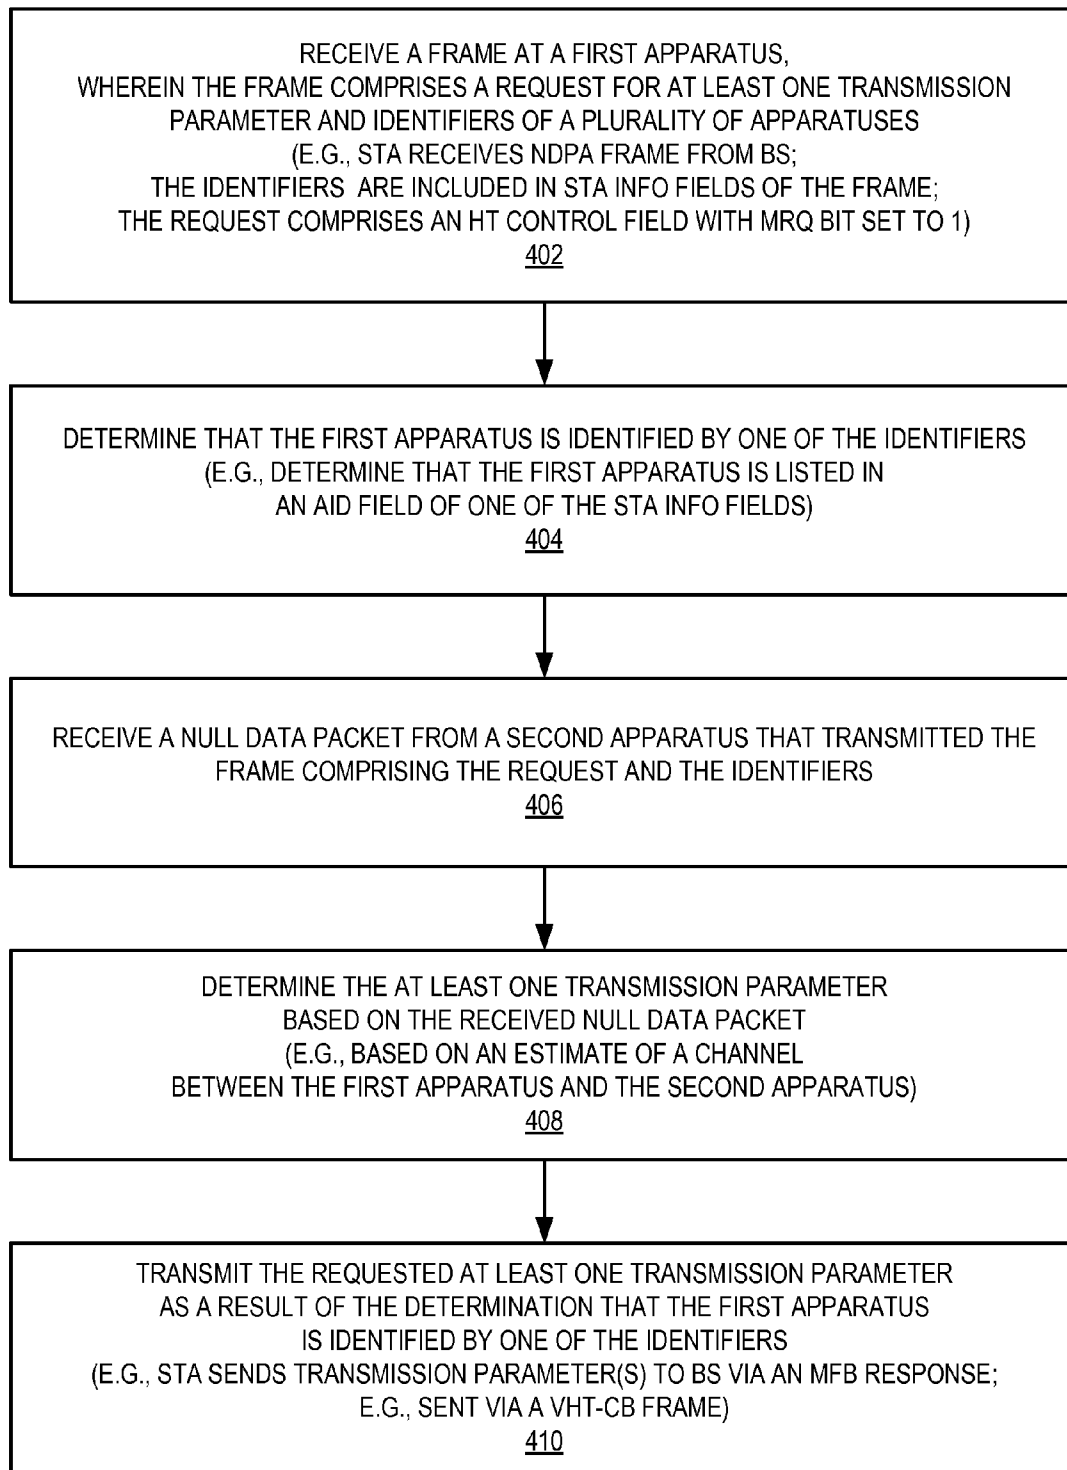 RECEIVE A FRAME AT A FIRST APPARATUS,
WHEREIN THE FRAME COMPRISES A REQUEST FOR AT LEAST ONE TRANSMISSION
PARAMETER AND IDENTIFIERS OF A PLURALITY OF APPARATUSES
(E.G., STA RECEIVES NDPA FRAME FROM BS;
THE IDENTIFIERS ARE INCLUDED IN STA INFO FIELDS OF THE FRAME;
THE REQUEST COMPRISES AN HT CONTROL FIELD WITH MRQ BIT SET TO 1)
402
DETERMINE THAT THE FIRST APPARATUS IS IDENTIFIED BY ONE OF THE IDENTIFIERS
(E.G., DETERMINE THAT THE FIRST APPARATUS IS LISTED IN
AN AID FIELD OF ONE OF THE STA INFO FIELDS)
404
RECEIVE A NULL DATA PACKET FROM A SECOND APPARATUS THAT TRANSMITTED THE
FRAME COMPRISING THE REQUEST AND THE IDENTIFIERS
406
DETERMINE THE AT LEAST ONE TRANSMISSION PARAMETER
BASED ON THE RECEIVED NULL DATA PACKET
(E.G., BASED ON AN ESTIMATE OF A CHANNEL
BETWEEN THE FIRST APPARATUS AND THE SECOND APPARATUS)
408
TRANSMIT THE REQUESTED AT LEAST ONE TRANSMISSION PARAMETER
AS A RESULT OF THE DETERMINATION THAT THE FIRST APPARATUS
IS IDENTIFIED BY ONE OF THE IDENTIFIERS
(E.G., STA SENDS TRANSMISSION PARAMETER(S) TO BS VIA AN MFB RESPONSE;
E.G., SENT VIA A VHT-CB FRAME)
410